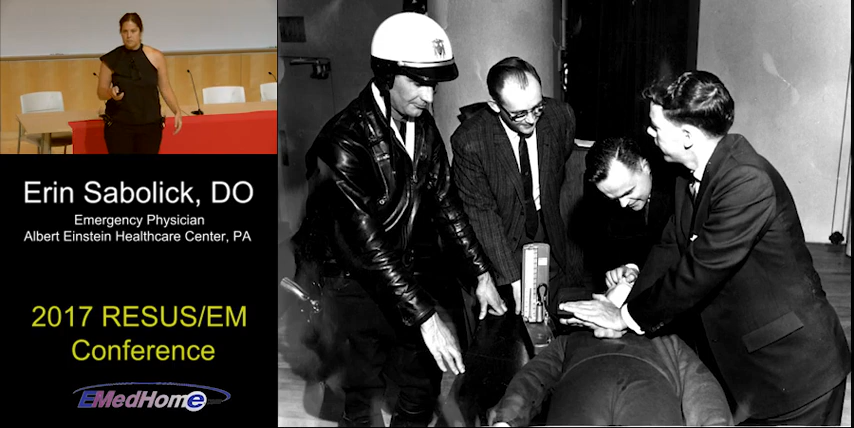 Erin Sabolick, DO
Emergency Physician
Albert Einstein Healthcare Center, PA
2017 RESUS/EM
Conference
EMedHome